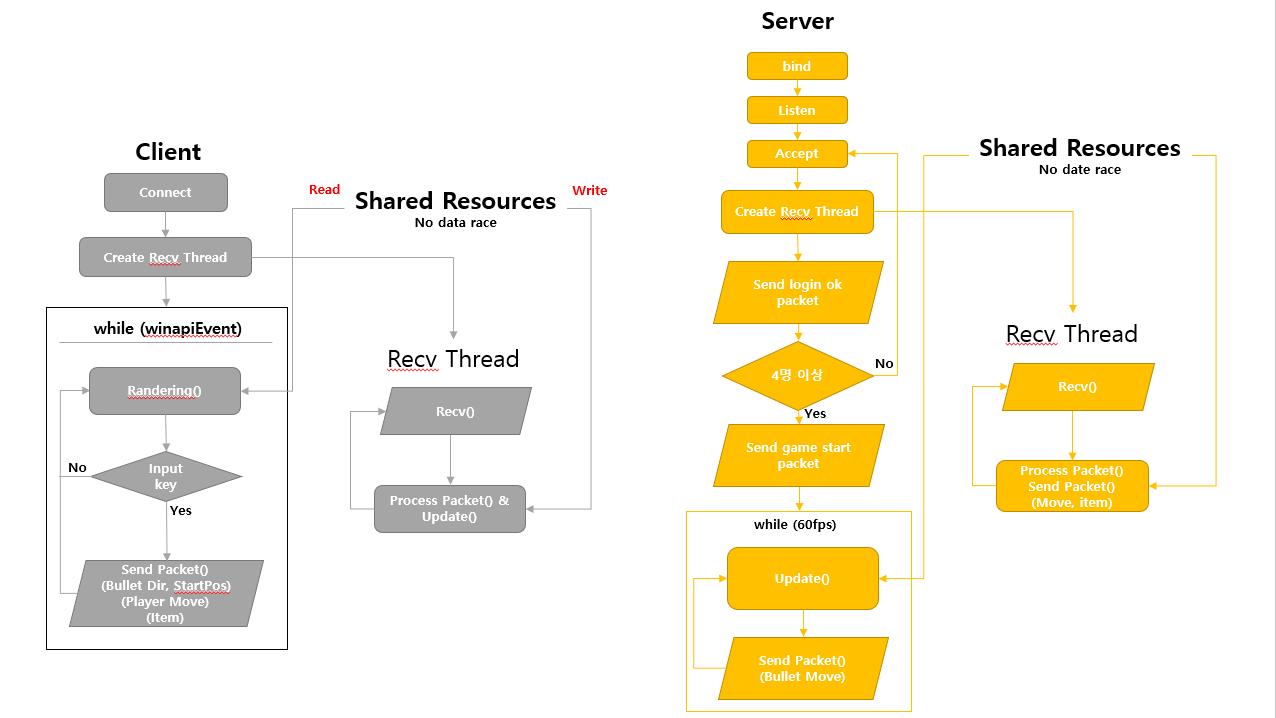 Client
Connect
Create Recv Thread
while (winapiEvent)
Randering()
Input
key
No
Yes
Send Packet()
(Bullet Dir, StartPos)
(Player Move)
(Item)
Read
Shared Resources
No data race
Write
Recv Thread
Recv()
Process Packet() &
Update()
Server
bind
Listen
Accept
Create Recv Thread
Send login ok
packet
4명 이상
No
Yes
Send game start
packet
while (60fps)
Update()
Send Packet()
(Bullet Move)
Shared Resources
No date race
Recv Thread
Recv()
Process Packet()
Send Packet()
(Move, item)